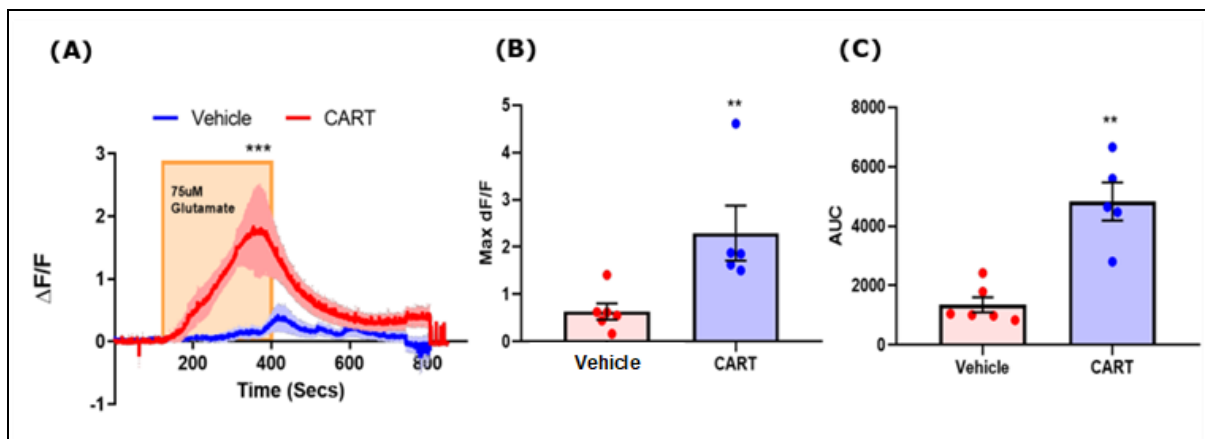 (A)
Vehicle CART
***
75uM
Glutamate
3
2
1
0
-1
ΔF/F
200 400 600 800
Time (Secs)
(B)
**
5
4
3
2
1
0
Max dF/F
Vehicle CART
(C)
**
8000
6000
4000
2000
0
AUC
Vehicle CART